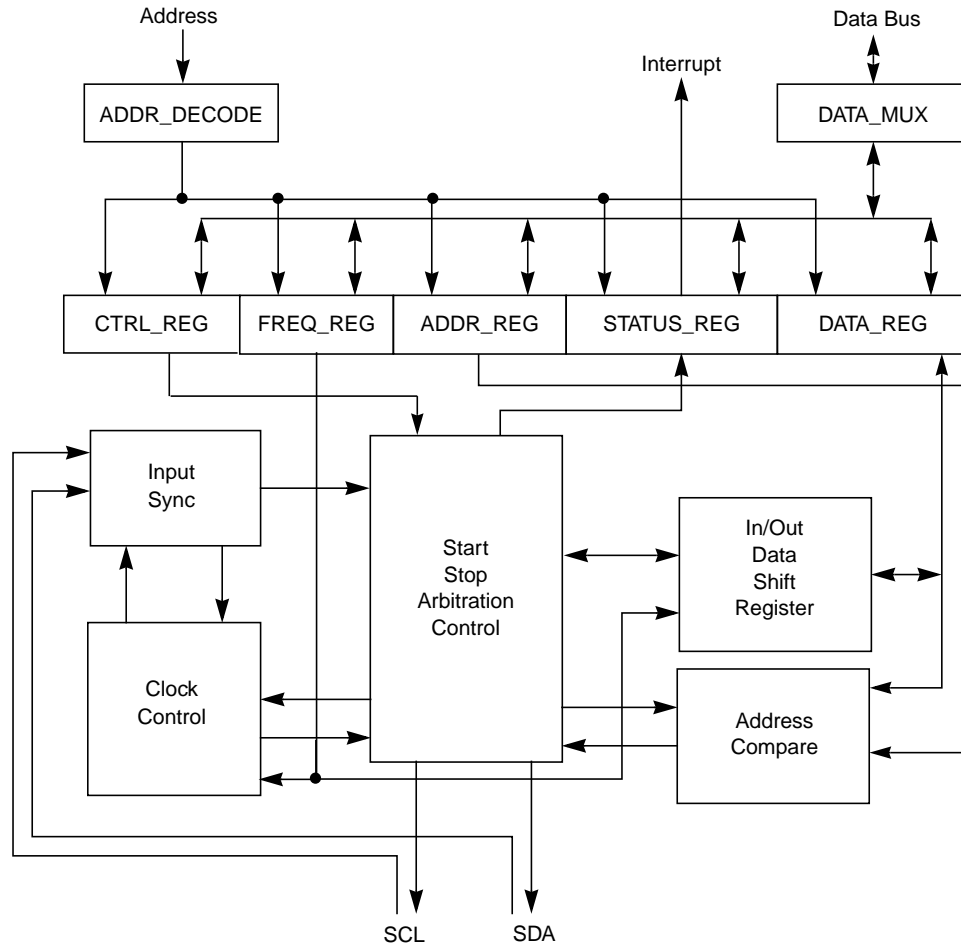 Address
Data Bus
Interrupt
ADDR_DECODE
DATA_MUX
CTRL_REG
FREQ_REG
ADDR_REG
STATUS_REG
DATA_REG
Input
Sync
Start
Stop
Arbitration
Control
In/Out
Data
Shift
Register
Clock
Control
Address
Compare
SCL
SDA